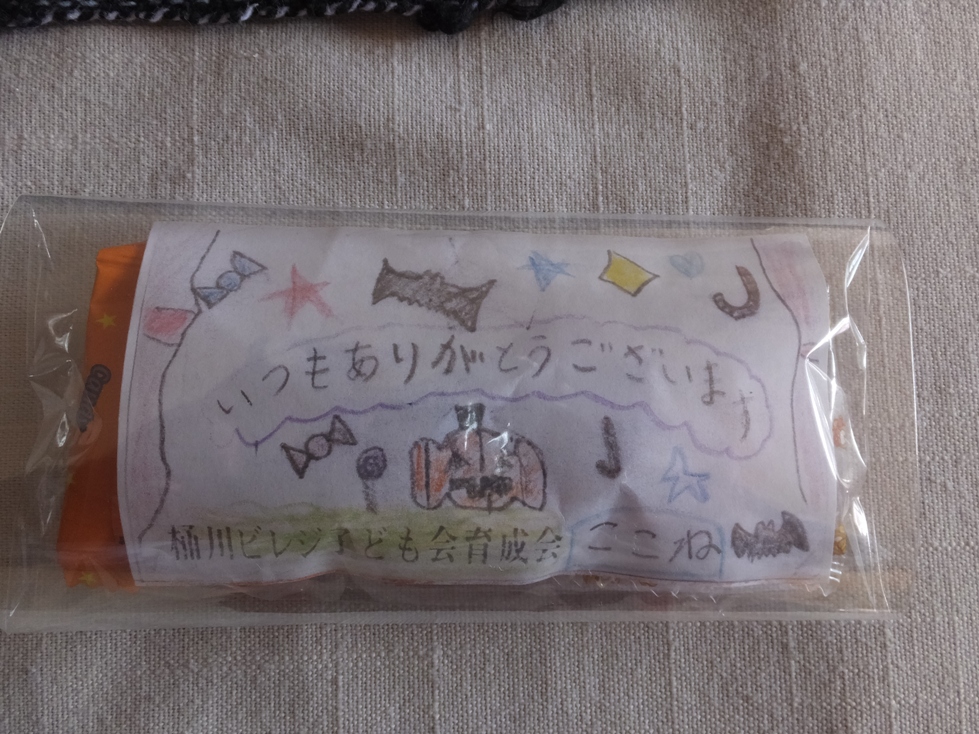 いつもありがとうございます
桶川ビレジ子ども会育成会 ここね